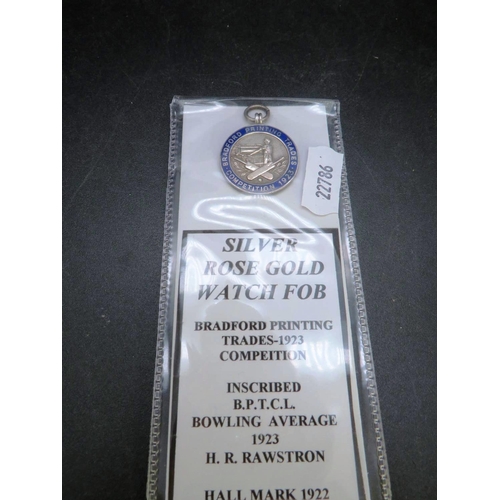 BRADFORD PRINTING TRADES
COMPETITION 1923
22786
SILVER
ROSE GOLD
WATCH FOB
BRADFORD PRINTING
TRADES-1923
COMPEITION
INSCRIBED
B.P.T.C.L.
BOWLING AVERAGE
1923
H. R. RAWSTRON
HALL MARK 1922